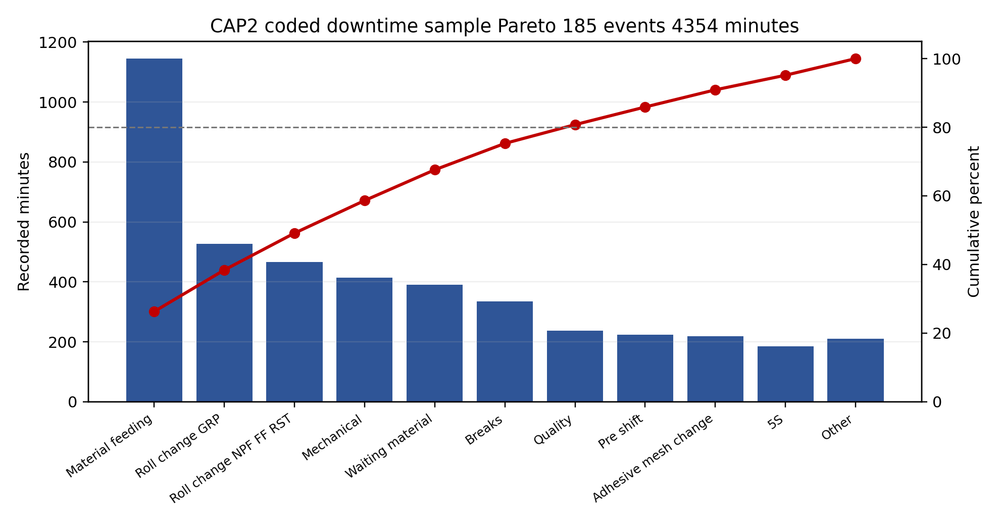 CAP2 coded downtime sample Pareto 185 events 4354 minutes
Recorded minutes
1200
1000
800
600
400
200
0
100
80
60
40
20
0
Cumulative percent
Material feeding
Roll change GRP
Roll change NPF FF RST
Mechanical
Waiting material
Breaks
Quality
Pre shift
Adhesive mesh change
5S
Other